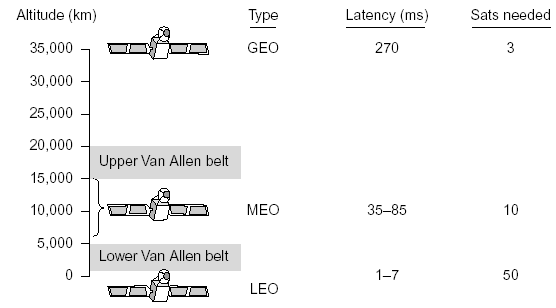 Altitude (km) Type Latency (ms) Sats needed
35,000 GEO 270 3
30,000
25,000
20,000
Upper Van Allen belt
15,000
10,000 MEO 35–85 10
5,000
Lower Van Allen belt
0 1–7 50
LEO